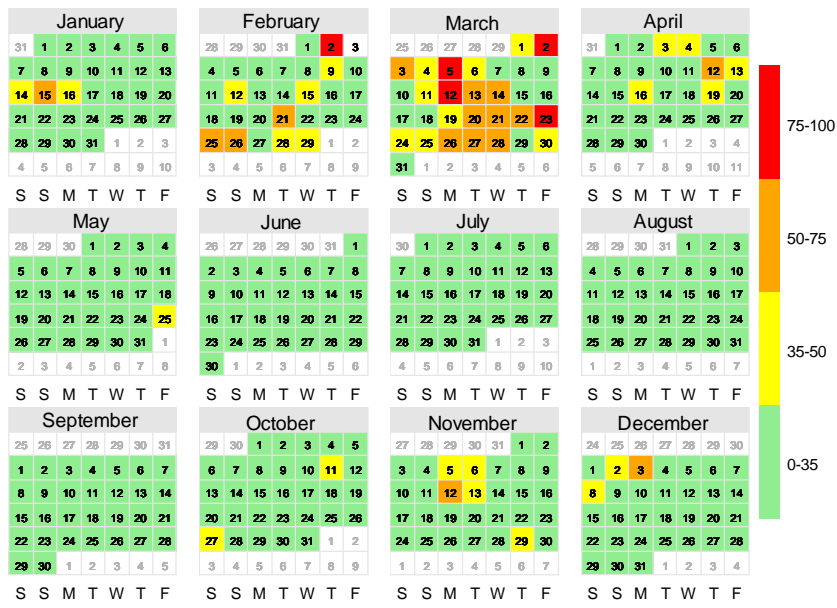 January
31 1 2 3 4 5 6
7 8 9 10 11 12 13
14 15 16 17 18 19 20
21 22 23 24 25 26 27
28 29 30 31 1 2 3
4 5 6 7 8 9 10
S S M T W T F
February
28 29 30 31 1 2 3
4 5 6 7 8 9 10
11 12 13 14 15 16 17
18 19 20 21 22 23 24
25 26 27 28 29 1 2
3 4 5 6 7 8 9
S S M T W T F
March
25 26 27 28 29 1 2
3 4 5 6 7 8 9
10 11 12 13 14 15 16
17 18 19 20 21 22 23
24 25 26 27 28 29 30
31 1 2 3 4 5 6
S S M T W T F
April
31 1 2 3 4 5 6
7 8 9 10 11 12 13
14 15 16 17 18 19 20
21 22 23 24 25 26 27
28 29 30 1 2 3 4
5 6 7 8 9 10 11
S S M T W T F
May
28 29 30 1 2 3 4
5 6 7 8 9 10 11
12 13 14 15 16 17 18
19 20 21 22 23 24 25
26 27 28 29 30 31 1
2 3 4 5 6 7 8
S S M T W T F
June
26 27 28 29 30 31 1
2 3 4 5 6 7 8
9 10 11 12 13 14 15
16 17 18 19 20 21 22
23 24 25 26 27 28 29
30 1 2 3 4 5 6
S S M T W T F
July
30 1 2 3 4 5 6
7 8 9 10 11 12 13
14 15 16 17 18 19 20
21 22 23 24 25 26 27
28 29 30 31 1 2 3
4 5 6 7 8 9 10
S S M T W T F
August
28 29 30 31 1 2 3
4 5 6 7 8 9 10
11 12 13 14 15 16 17
18 19 20 21 22 23 24
25 26 27 28 29 30 31
1 2 3 4 5 6 7
S S M T W T F
September
25 26 27 28 29 30 31
1 2 3 4 5 6 7
8 9 10 11 12 13 14
15 16 17 18 19 20 21
22 23 24 25 26 27 28
29 30 1 2 3 4 5
S S M T W T F
October
29 30 1 2 3 4 5
6 7 8 9 10 11 12
13 14 15 16 17 18 19
20 21 22 23 24 25 26
27 28 29 30 31 1 2
3 4 5 6 7 8 9
S S M T W T F
November
27 28 29 30 31 1 2
3 4 5 6 7 8 9
10 11 12 13 14 15 16
17 18 19 20 21 22 23
24 25 26 27 28 29 30
1 2 3 4 5 6 7
S S M T W T F
December
24 25 26 27 28 29 30
1 2 3 4 5 6 7
8 9 10 11 12 13 14
15 16 17 18 19 20 21
22 23 24 25 26 27 28
29 30 31 1 2 3 4
S S M T W T F
75-100
50-75
35-50
0-35